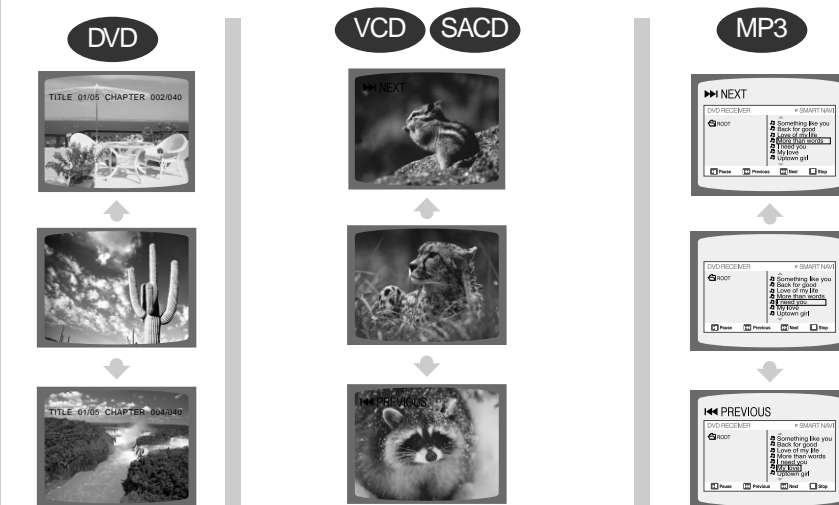 DVD
TITLE 01/05 CHAPTER 002/040
TITLE 01/05 CHAPTER 004/040
VCD SACD
NEXT
PREVIOUS
MP3
NEXT
DVD RECEIVER SMART NAVI
ROOT
Something like you
Back for good
Love of my life
More than words
I need you
My love
Uptown girl
Pause Previous Next Stop
DVD RECEIVER SMART NAVI
ROOT
Something like you
Back for good
Love of my life
More than words
I need you
My love
Uptown girl
Pause Previous Next Stop
PREVIOUS
DVD RECEIVER SMART NAVI
ROOT
Something like you
Back for good
Love of my life
More than words
I need you
My love
Uptown girl
Pause Previous Next Stop